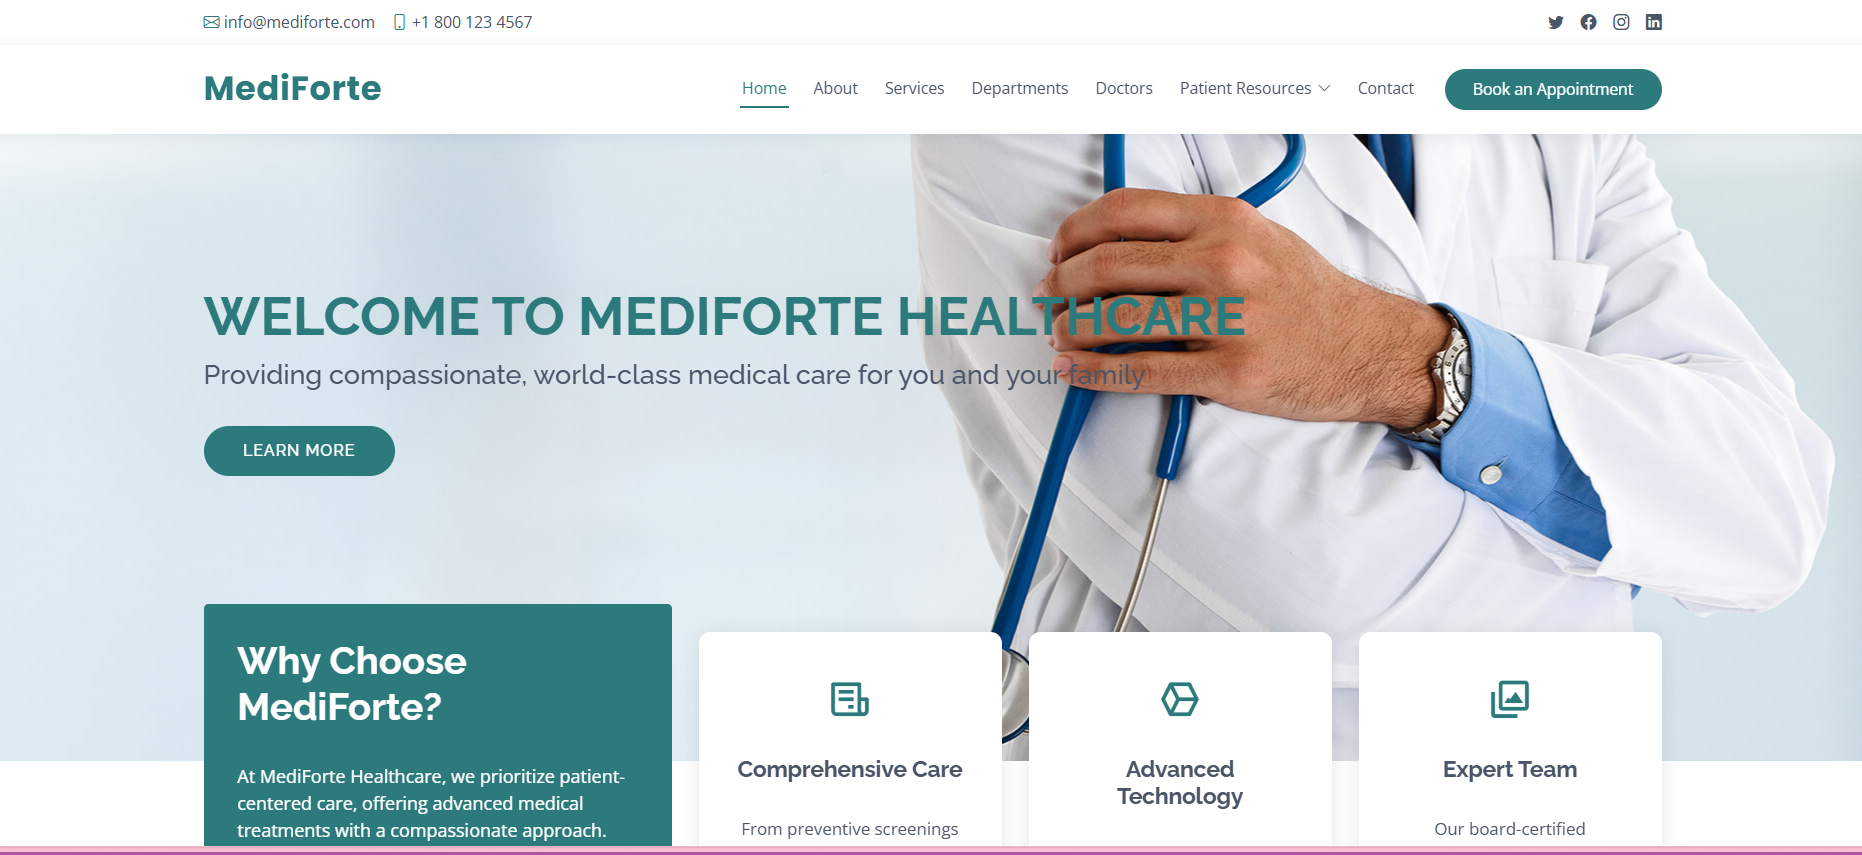 info@mediforte.com +1 800 123 4567
MediForte
Home About Services Departments Doctors Patient Resources Contact Book an Appointment
WELCOME TO MEDIFORTE HEALTHCARE
Providing compassionate, world-class medical care for you and your family
LEARN MORE
Why Choose
MediForte?
At MediForte Healthcare, we prioritize patient-
centered care, offering advanced medical
treatments with a compassionate approach.
Comprehensive Care
From preventive screenings
Advanced
Technology
Expert Team
Our board-certified